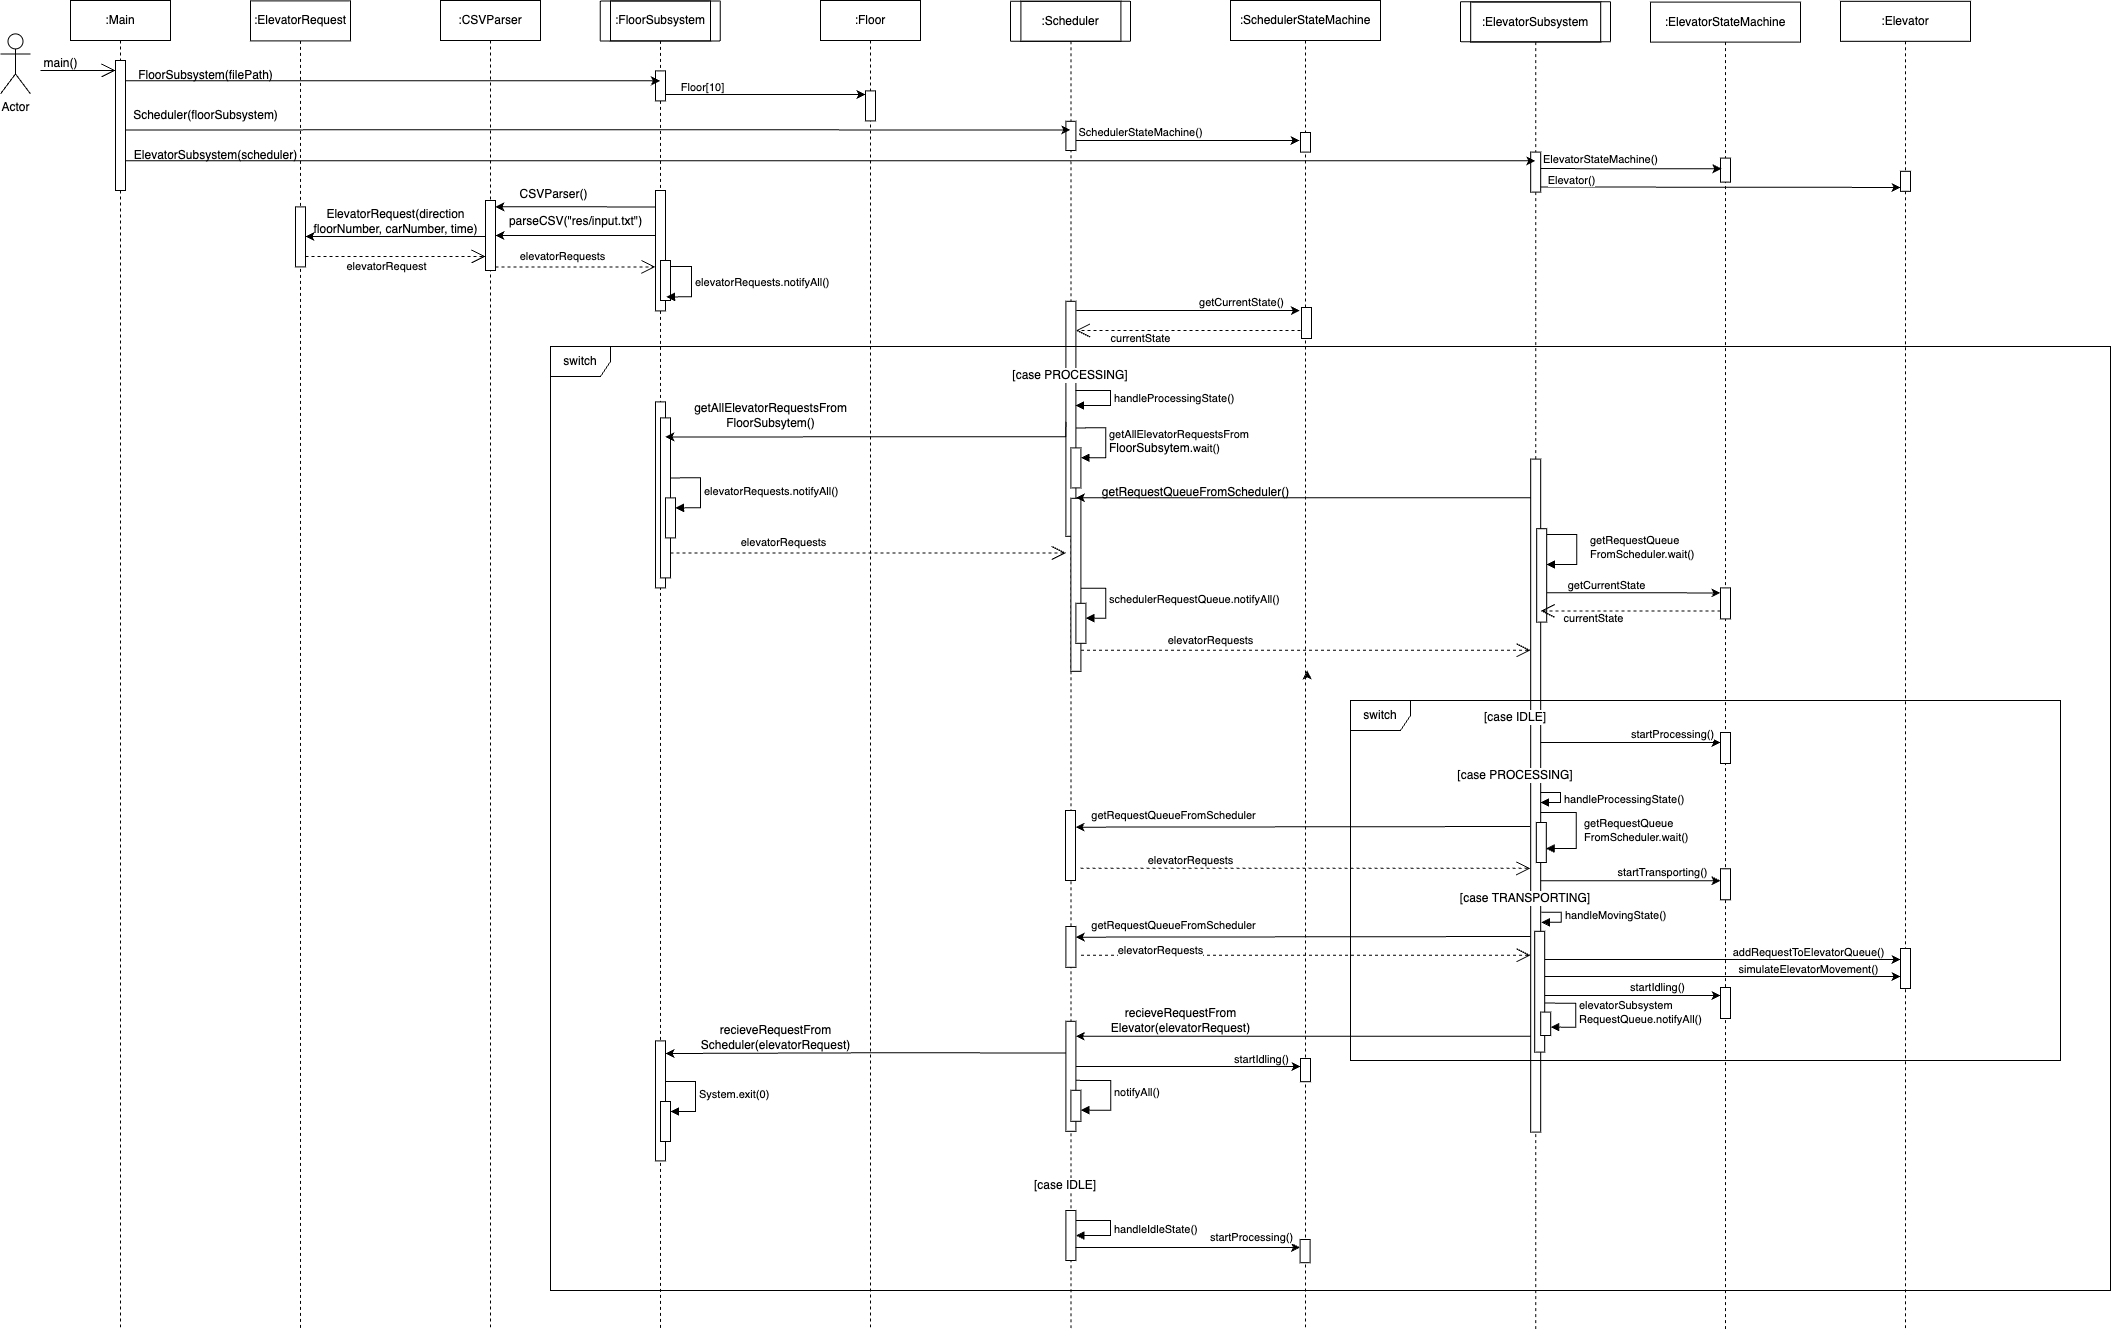 :Main
:ElevatorRequest
:CSVParser
:FloorSubsystem
:Floor
:Scheduler
:SchedulerStateMachine
:ElevatorSubsystem
:ElevatorStateMachine
:Elevator
Actor
main()
FloorSubsystem(filePath)
Floor[10]
Scheduler(floorSubsystem)
SchedulerStateMachine()
ElevatorSubsystem(scheduler)
ElevatorStateMachine()
Elevator()
CSVParser()
ElevatorRequest(direction
floorNumber, carNumber, time)
parseCSV("res/input.txt")
elevatorRequest
elevatorRequests
elevatorRequests.notifyAll()
getCurrentState()
currentState
switch
[case PROCESSING]
handleProcessingState()
getAllElevatorRequestsFrom
FloorSubsytem()
getAllElevatorRequestsFrom
FloorSubsytem.wait()
elevatorRequests.notifyAll()
getRequestQueueFromScheduler()
elevatorRequests
getRequestQueue
FromScheduler.wait()
getCurrentState
currentState
schedulerRequestQueue.notifyAll()
elevatorRequests
switch
[case IDLE]
startProcessing()
[case PROCESSING]
handleProcessingState()
getRequestQueueFromScheduler
getRequestQueue
FromScheduler.wait()
elevatorRequests
startTransporting()
[case TRANSPORTING]
handleMovingState()
getRequestQueueFromScheduler
elevatorRequests
addRequestToElevatorQueue()
simulateElevatorMovement()
startIdling()
elevatorSubsystem
RequestQueue.notifyAll()
recieveRequestFrom
Elevator(elevatorRequest)
recieveRequestFrom
Scheduler(elevatorRequest)
startIdling()
System.exit(0)
notifyAll()
[case IDLE]
handleIdleState()
startProcessing()